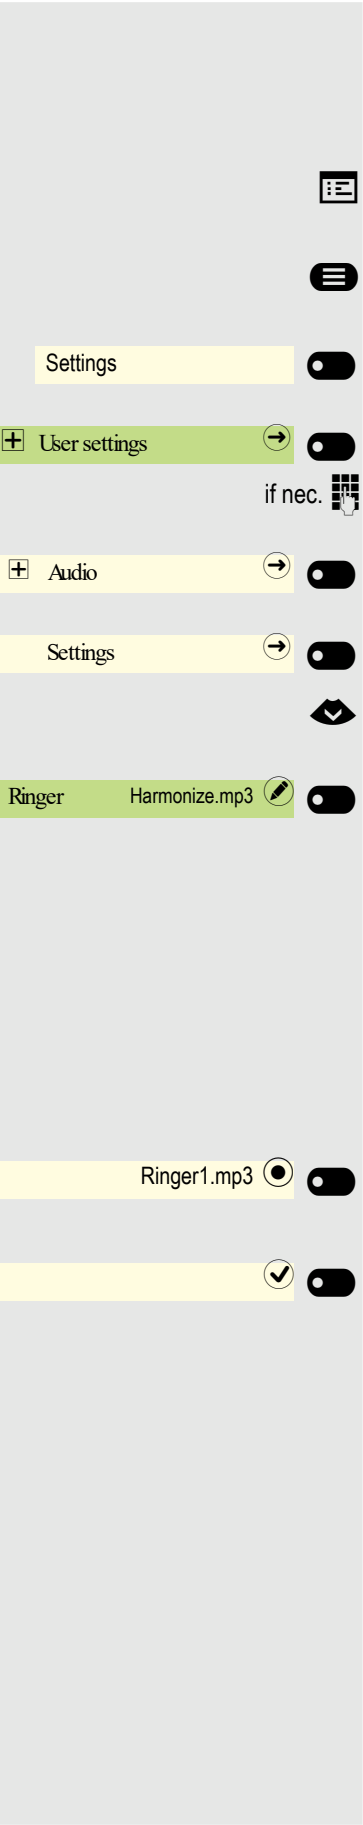 Settings
User settings
if nec.
Audio
Settings
Ringer Harmonize.mp3
Ringer1.mp3